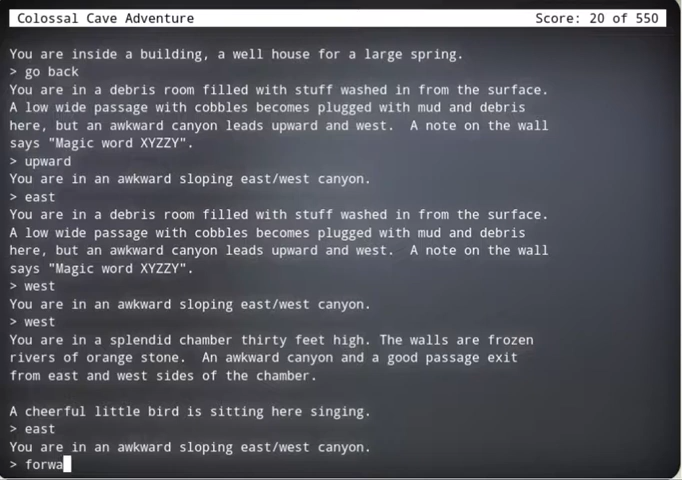 Colossal Cave Adventure Score: 20 of 550
You are inside a building, a well house for a large spring.
> go back
You are in a debris room filled with stuff washed in from the surface.
A low wide passage with cobbles becomes plugged with mud and debris
here, but an awkward canyon leads upward and west.  A note on the wall
says "Magic word XYZZY".
> upward
You are in an awkward sloping east/west canyon.
> east
You are in a debris room filled with stuff washed in from the surface.
A low wide passage with cobbles becomes plugged with mud and debris
here, but an awkward canyon leads upward and west.  A note on the wall
says "Magic word XYZZY".
> west
You are in an awkward sloping east/west canyon.
> west
You are in a splendid chamber thirty feet high. The walls are frozen
rivers of orange stone.  An awkward canyon and a good passage exit
from east and west sides of the chamber.
A cheerful little bird is sitting here singing.
> east
You are in an awkward sloping east/west canyon.
> forwa